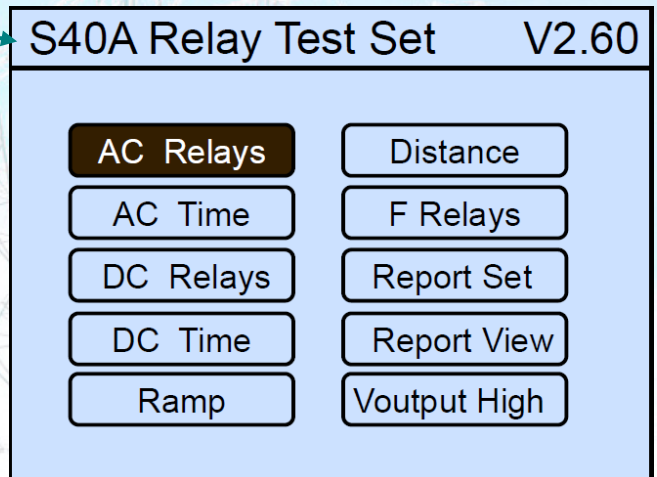 S40A Relay Test Set V2.60
AC Relays
Distance
AC Time
F Relays
DC Relays
Report Set
DC Time
Report View
Ramp
Voutput High